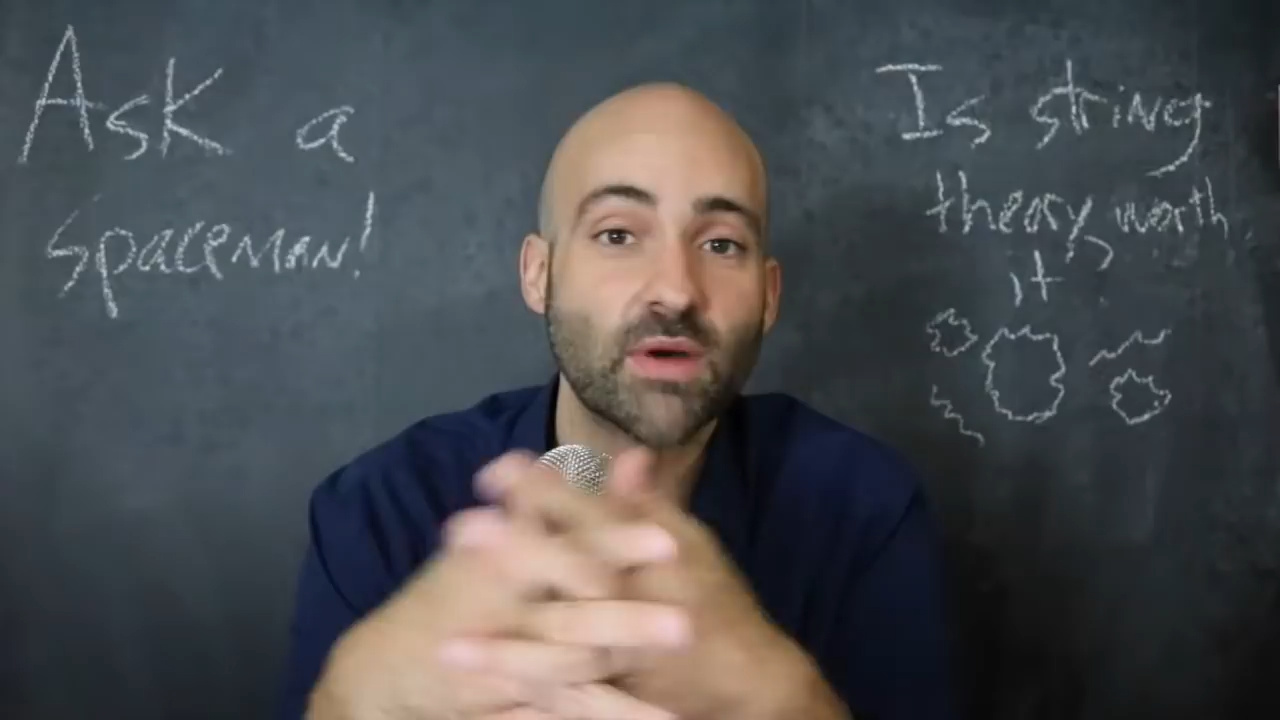 Ask a
spaceman!
Is string
theory worth
it